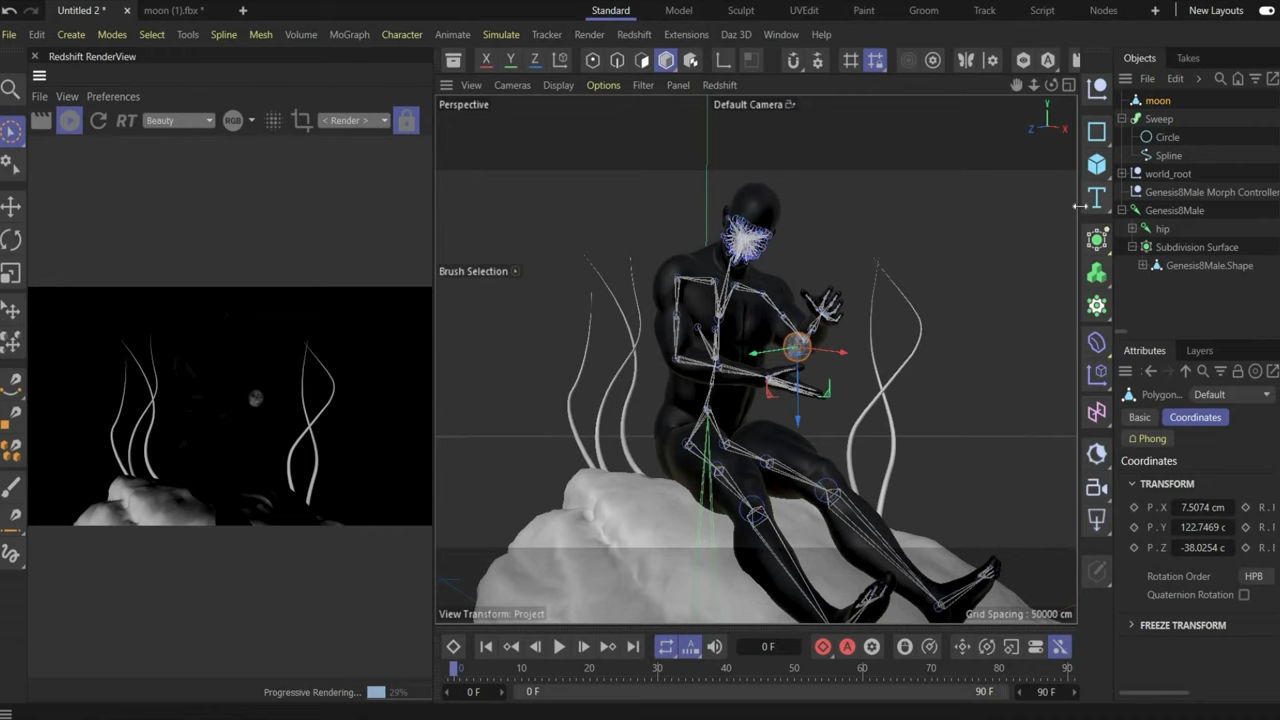 Untitled 2 *
moon (1).fbx *
Standard
Model
Sculpt
UVEdit
Paint
Groom
Track
Script
Nodes
New Layouts
File
Edit
Create
Modes
Select
Tools
Spline
Mesh
Volume
MoGraph
Character
Animate
Simulate
Tracker
Render
Redshift
Extensions
Daz 3D
Window
Help
Redshift RenderView
File
View
Preferences
RT
Beauty
RGB
< Render >
X
Y
Z
A
View
Cameras
Display
Options
Filter
Panel
Redshift
Perspective
Default Camera
Y
Z
X
Brush Selection
View Transform: Project
Grid Spacing : 50000 cm
Progressive Rendering...
29%
T
Objects
Takes
File
Edit
moon
Sweep
Circle
Spline
world_root
Genesis8Male Morph Controller
Genesis8Male
hip
Subdivision Surface
Genesis8Male.Shape
Attributes
Layers
Polygon...
Default
Basic
Coordinates
Phong
Coordinates
TRANSFORM
P . X
7.5074 cm
R . I
P . Y
122.7469 c
R . I
P . Z
-38.0254 c
R . I
Rotation Order
HPB
Quaternion Rotation
FREEZE TRANSFORM
0 F
A
0
10
20
30
40
50
60
70
80
90
0 F
0 F
90 F
90 F